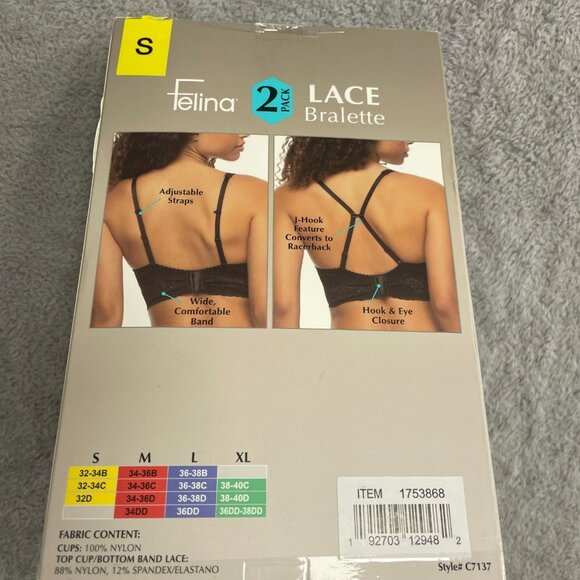 S
Felina
2 PACK
LACE
Bralette
Adjustable
Straps
Wide,
Comfortable
Band
J-Hook
Feature
Converts to
Racerback
Hook & Eye
Closure
S M L XL
32-34B 34-36B 36-38B
32-34C 34-36C 36-38C 38-40C
32D 34-36D 36-38D 38-40D
34DD 36DD 36DD-38DD
ITEM 1753868
1 92703 12948 2
FABRIC CONTENT:
CUPS: 100% NYLON
TOP CUP/BOTTOM BAND LACE:
88% NYLON, 12% SPANDEX/ELASTANO
Style# C7137